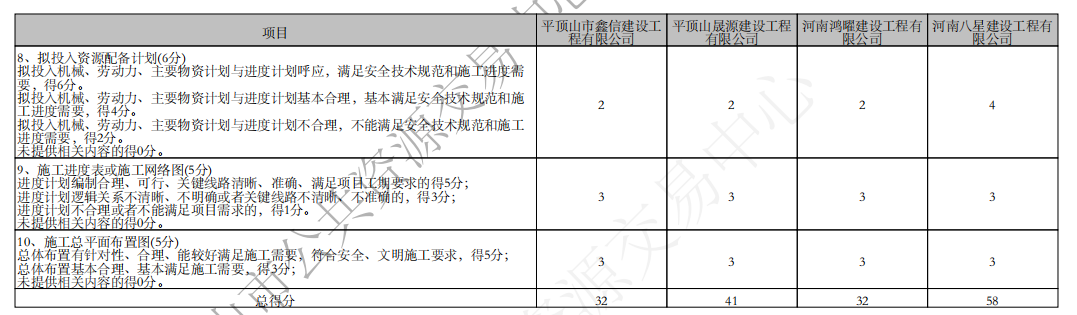 项目
平顶山市鑫信建设工
程有限公司
平顶山晟源建设工程
有限公司
河南鸿曜建设工程有
限公司
河南八星建设工程有
限公司
8、拟投入资源配备计划(6分)
拟投入机械、劳动力、主要物资计划与进度计划呼应，满足安全技术规范和施工进度需
要，得6分。
拟投入机械、劳动力、主要物资计划与进度计划基本合理，基本满足安全技术规范和施
工进度需要，得4分。
拟投入机械、劳动力、主要物资计划与进度计划不合理，不能满足安全技术规范和施工
进度需要，得2分。
未提供相关内容的得0分。
2
2
2
4
9、施工进度表或施工网络图(5分)
进度计划编制合理、可行、关键线路清晰、准确、满足项目工期要求的得5分；
进度计划逻辑关系不清晰、不明确或者关键线路不清晰、不准确的，得3分；
进度计划不合理或者不能满足项目需求的，得1分。
未提供相关内容的得0分。
3
3
3
3
10、施工总平面布置图(5分)
总体布置有针对性、合理、能较好满足施工需要，符合安全、文明施工要求，得5分；
总体布置基本合理、基本满足施工需要，得3分；
未提供相关内容的得0分。
3
3
3
3
总得分
32
41
32
58
山市公共资源交易中心
资源交易中心